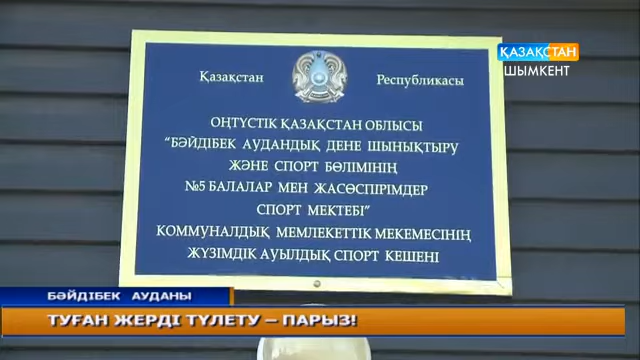 ҚАЗАҚСТАН
ШЫМКЕНТ
Қазақстан Республикасы
ОҢТҮСТІК ҚАЗАҚСТАН ОБЛЫСЫ
“БӘЙДІБЕК АУДАНДЫҚ ДЕНЕ ШЫНЫҚТЫРУ
ЖӘНЕ СПОРТ БӨЛІМІНІҢ
№5 БАЛАЛАР МЕН ЖАСӨСПІРІМДЕР
СПОРТ МЕКТЕБІ”
КОММУНАЛДЫҚ МЕМЛЕКЕТТІК МЕКЕМЕСІНІҢ
ЖҮЗІМДІК АУЫЛДЫҚ СПОРТ КЕШЕНІ
БӘЙДІБЕК АУДАНЫ
ТУҒАН ЖЕРДІ ТҮЛЕТУ – ПАРЫЗ!